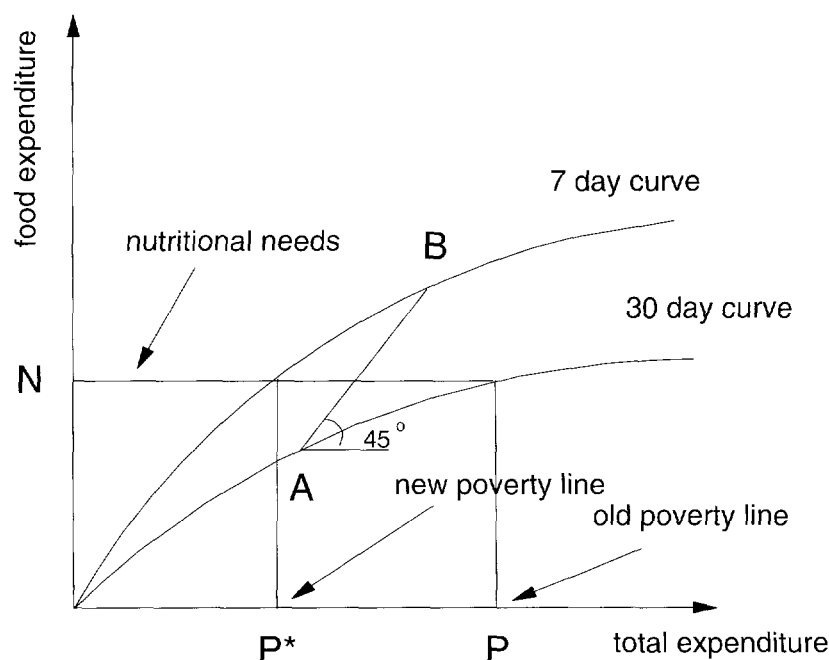 food expenditure
7 day curve
nutritional needs
B
30 day curve
N
45°
A
new poverty line
old poverty line
P*
P
total expenditure